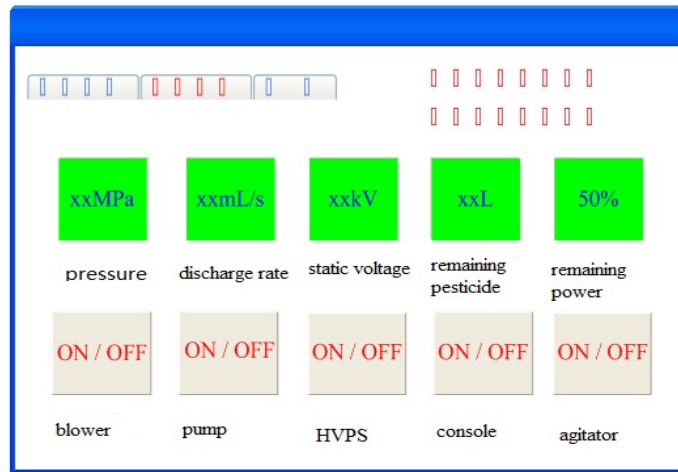 xxMPa xxmL/s xxkV xxL 50%
pressure discharge rate static voltage remaining pesticide remaining power
ON / OFF ON / OFF ON / OFF ON / OFF ON / OFF
blower pump HVPS console agitator